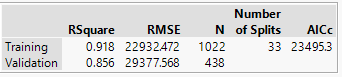 Number
RSquare RMSE N of Splits AICc
Training 0.918 22932.472 1022 33 23495.3
Validation 0.856 29377.568 438